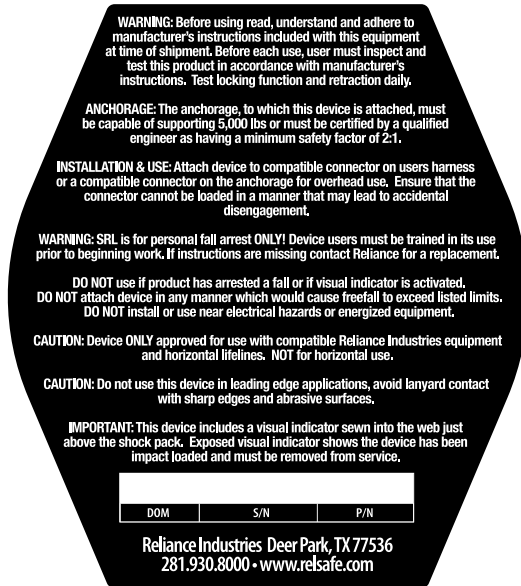 WARNING: Before using read, understand and adhere to
manufacturer's instructions included with this equipment
at time of shipment. Before each use, user must inspect and
test this product in accordance with manufacturer's
instructions. Test locking function and retraction daily.
ANCHORAGE: The anchorage, to which this device is attached, must
be capable of supporting 5,000 lbs or must be certified by a qualified
engineer as having a minimum safety factor of 2:1.
INSTALLATION & USE: Attach device to compatible connector on users harness
or a compatible connector on the anchorage for overhead use. Ensure that the
connector cannot be loaded in a manner that may lead to accidental
disengagement.
WARNING: SRL is for personal fall arrest ONLY! Device users must be trained in its use
prior to beginning work. If instructions are missing contact Reliance for a replacement.
DO NOT use if product has arrested a fall or if visual indicator is activated.
DO NOT attach device in any manner which would cause freefall to exceed listed limits.
DO NOT install or use near electrical hazards or energized equipment.
CAUTION: Device ONLY approved for use with compatible Reliance Industries equipment
and horizontal lifelines. NOT for horizontal use.
CAUTION: Do not use this device in leading edge applications, avoid lanyard contact
with sharp edges and abrasive surfaces.
IMPORTANT: This device includes a visual indicator sewn into the web just
above the shock pack. Exposed visual indicator shows the device has been
impact loaded and must be removed from service.
DOM S/N P/N
Reliance Industries Deer Park, TX 77536
281.930.8000 • www.relsafe.com